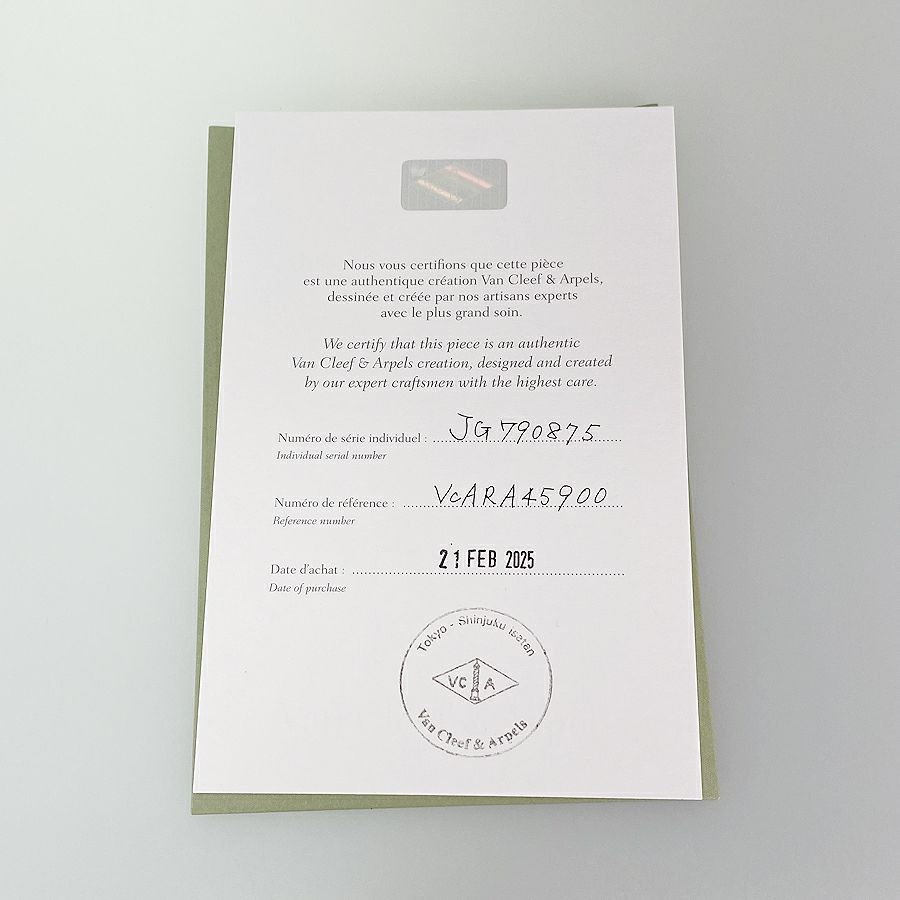 Nous vous certifions que cette pièce
est une authentique création Van Cleef & Arpels,
dessinée et créée par nos artisans experts
avec le plus grand soin.
We certify that this piece is an authentic
Van Cleef & Arpels creation, designed and created
by our expert craftsmen with the highest care.
Numéro de série individuel : JG790875
Individual serial number
Numéro de référence : VCARA45900
Reference number
Date d'achat : 21 FEB 2025
Date of purchase
Tokyo - Shinjuku Isetan
VC A
Van Cleef & Arpels